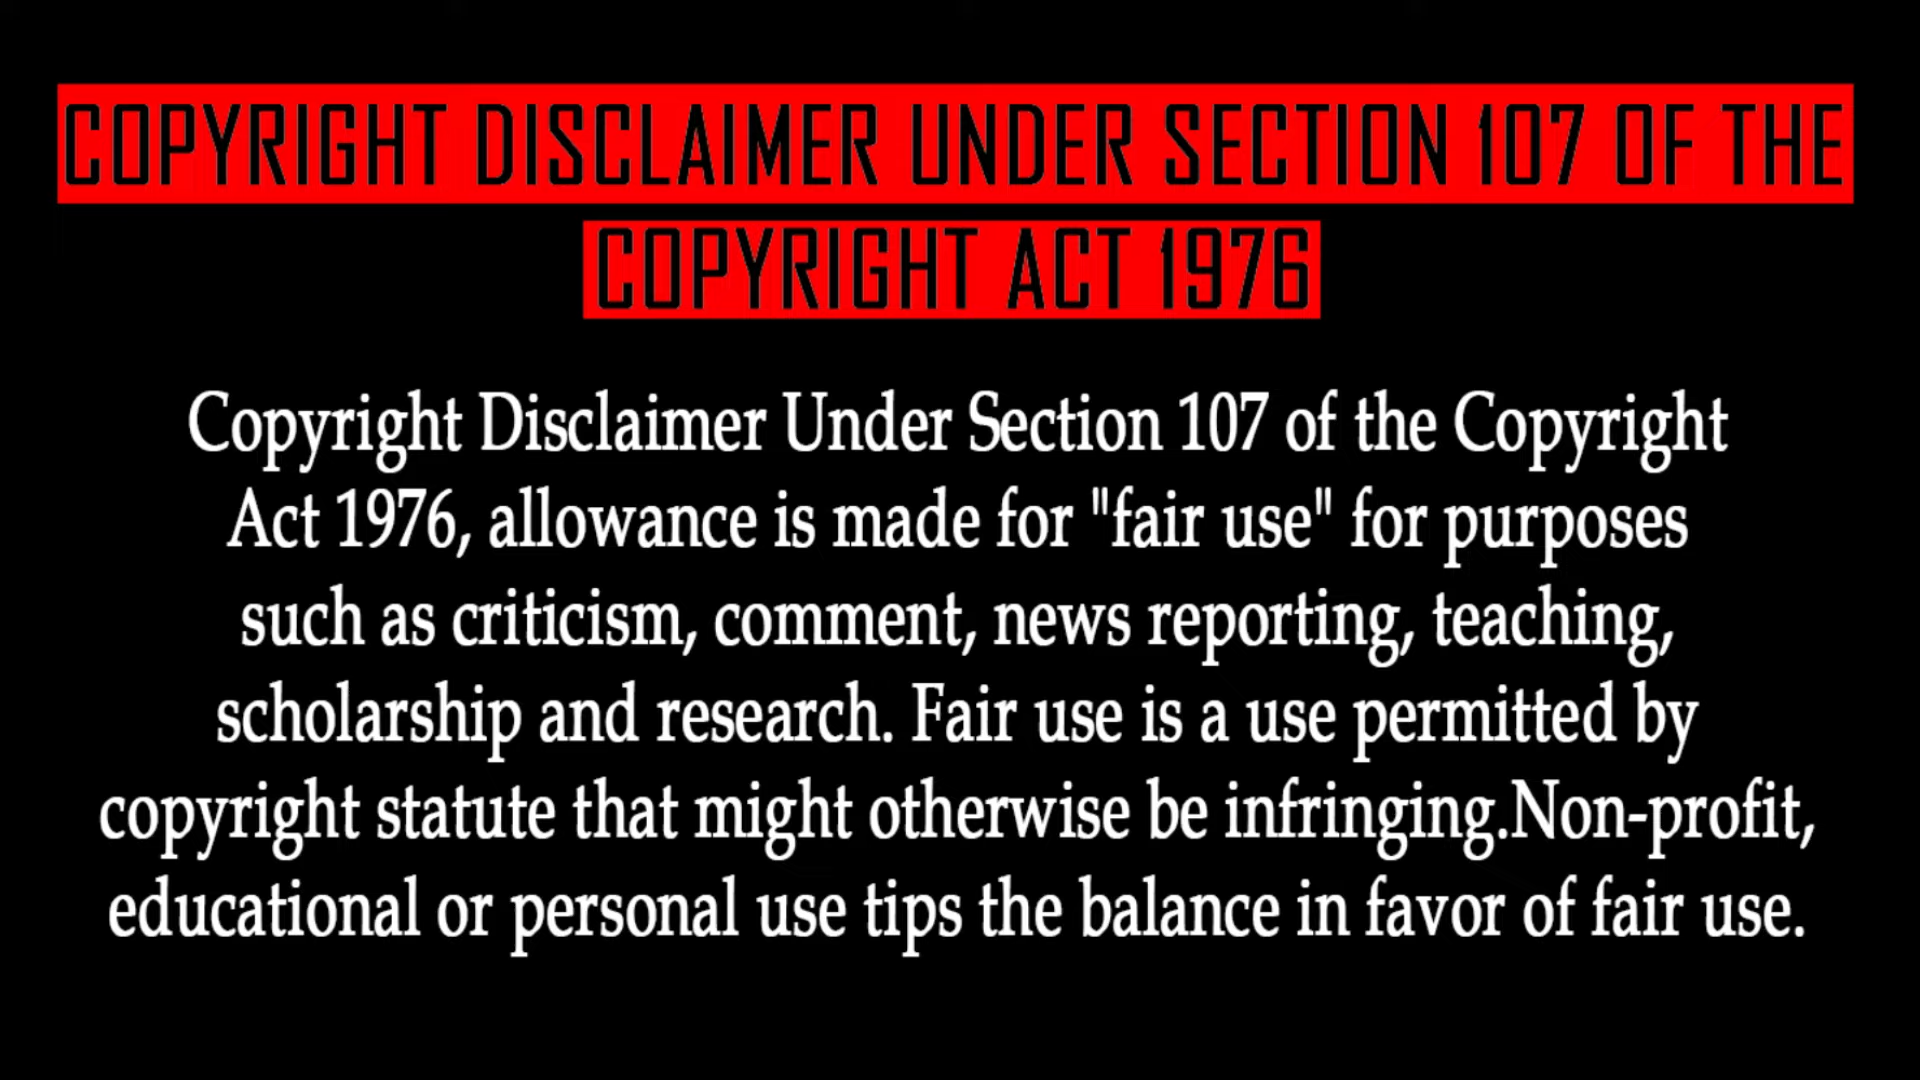 COPYRIGHT DISCLAIMER UNDER SECTION 107 OF THE
COPYRIGHT ACT 1976
Copyright Disclaimer Under Section 107 of the Copyright
Act 1976, allowance is made for "fair use" for purposes
such as criticism, comment, news reporting, teaching,
scholarship and research. Fair use is a use permitted by
copyright statute that might otherwise be infringing.Non-profit,
educational or personal use tips the balance in favor of fair use.